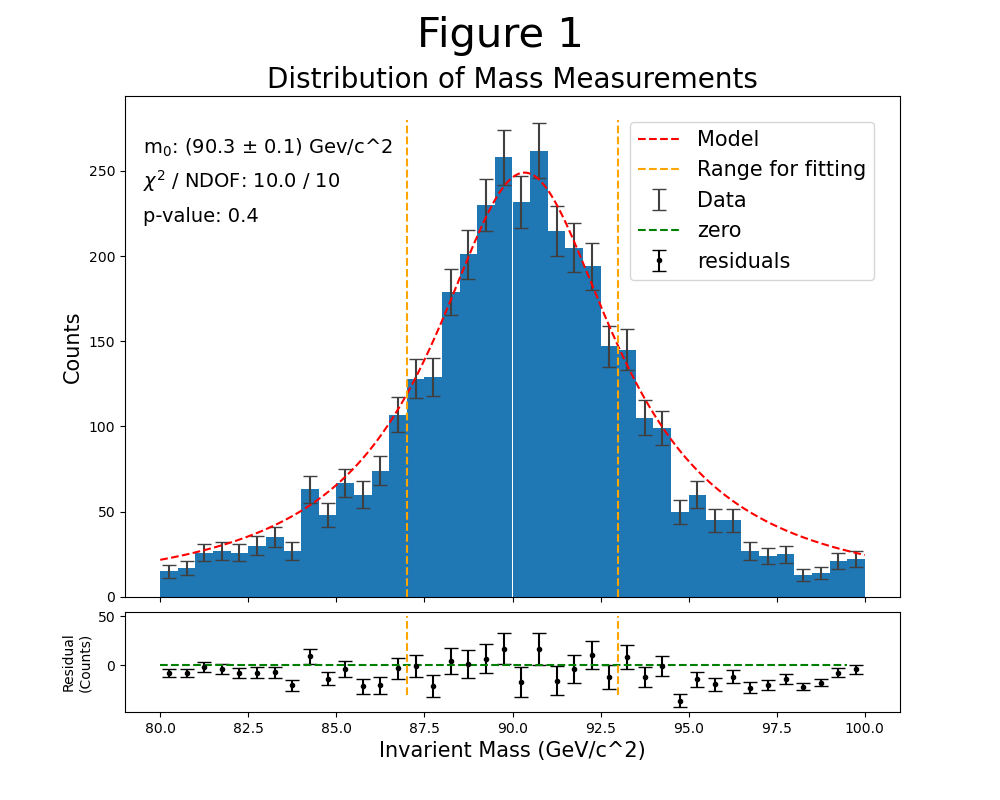 Figure 1
Distribution of Mass Measurements
m₀: (90.3 ± 0.1) Gev/c^2
χ² / NDOF: 10.0 / 10
p-value: 0.4
Model
Range for fitting
Data
zero
residuals
Counts
250
200
150
100
50
0
Residual
(Counts)
50
0
80.0 82.5 85.0 87.5 90.0 92.5 95.0 97.5 100.0
Invarient Mass (GeV/c^2)